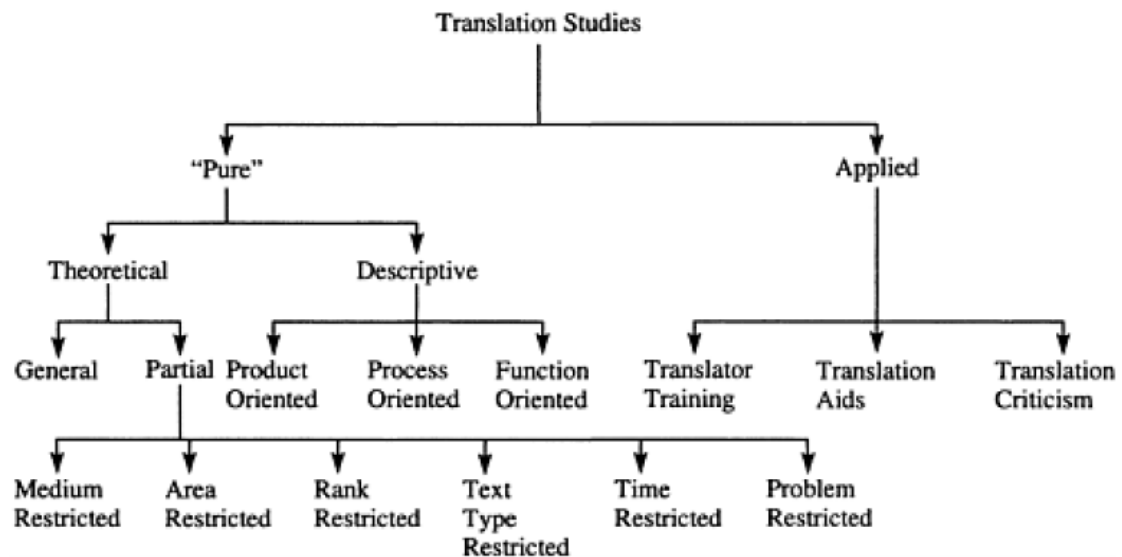 Translation Studies
“Pure”
Applied
Theoretical
Descriptive
General
Partial
Product
Oriented
Process
Oriented
Function
Oriented
Translator
Training
Translation
Aids
Translation
Criticism
Medium
Restricted
Area
Restricted
Rank
Restricted
Text
Type
Restricted
Time
Restricted
Problem
Restricted